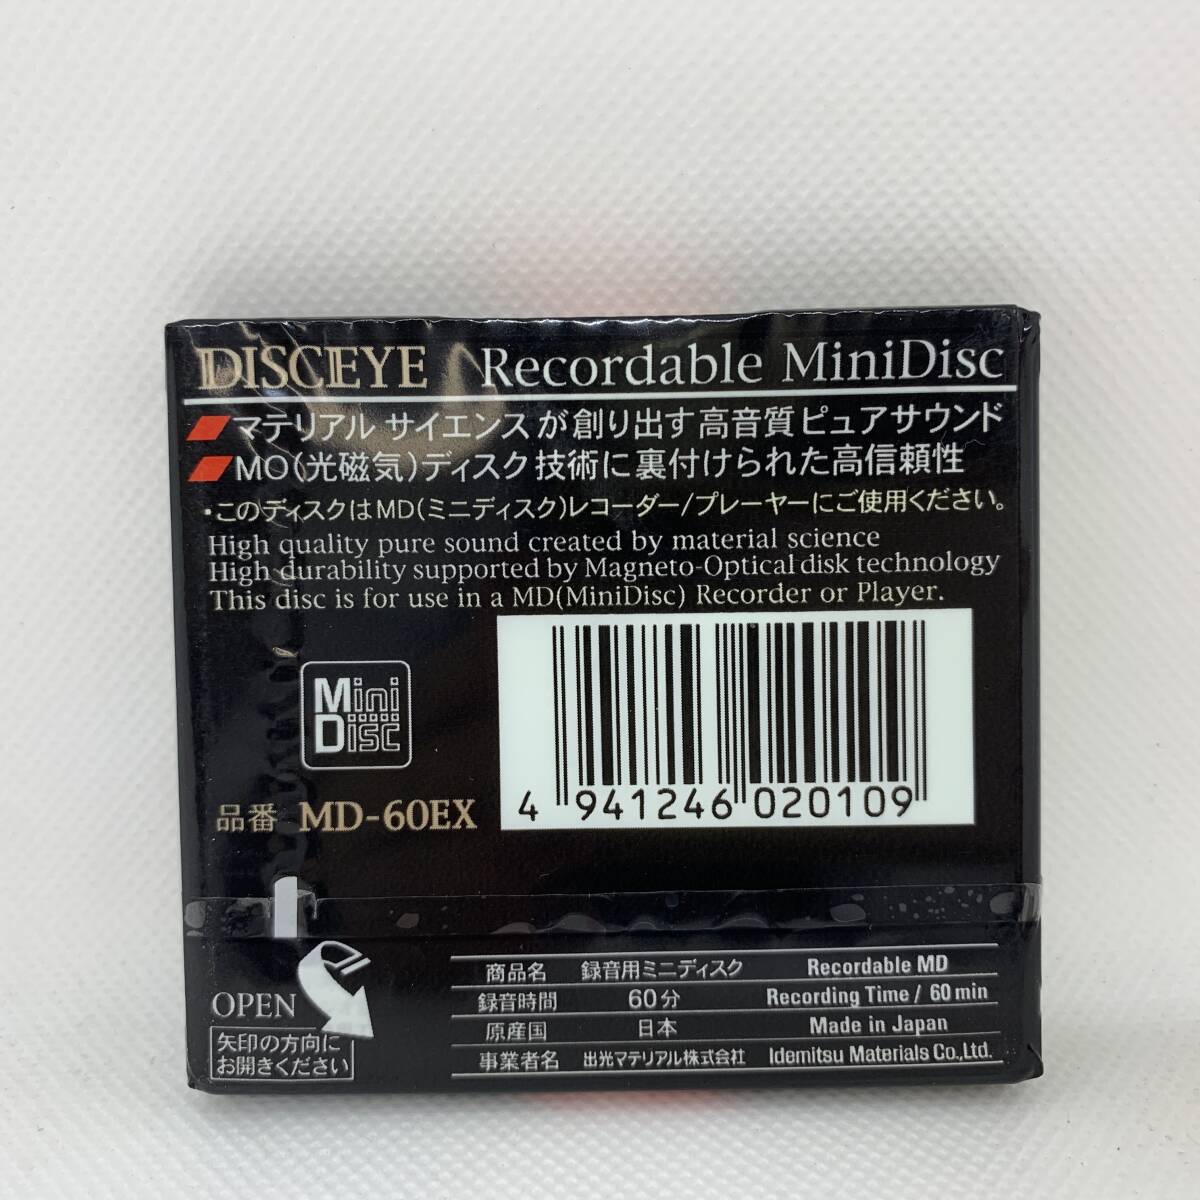 DISCEYE Recordable MiniDisc
マテリアル サイエンスが創り出す高音質ピュアサウンド
MO(光磁気)ディスク技術に裏付けられた高信頼性
・このディスクはMD(ミニディスク)レコーダー/プレーヤーにご使用ください。
High quality pure sound created by material science
High durability supported by Magneto-Optical disk technology
This disc is for use in a MD(MiniDisc) Recorder or Player.
Mini
Disc
4 941246 020109
品番 MD-60EX
OPEN
矢印の方向に
お開きください
商品名 録音用ミニディスク Recordable MD
録音時間 60分 Recording Time / 60 min
原産国 日本 Made in Japan
事業者名 出光マテリアル株式会社 Idemitsu Materials Co.,Ltd.